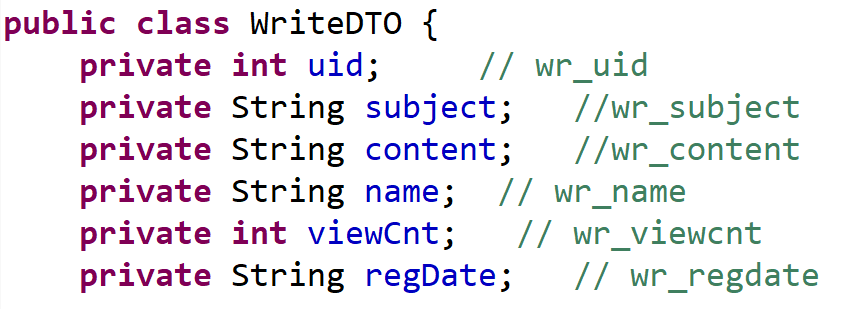 public class WriteDTO {
    private int uid;     // wr_uid
    private String subject;   //wr_subject
    private String content;   //wr_content
    private String name;  // wr_name
    private int viewCnt;   // wr_viewcnt
    private String regDate;   // wr_regdate